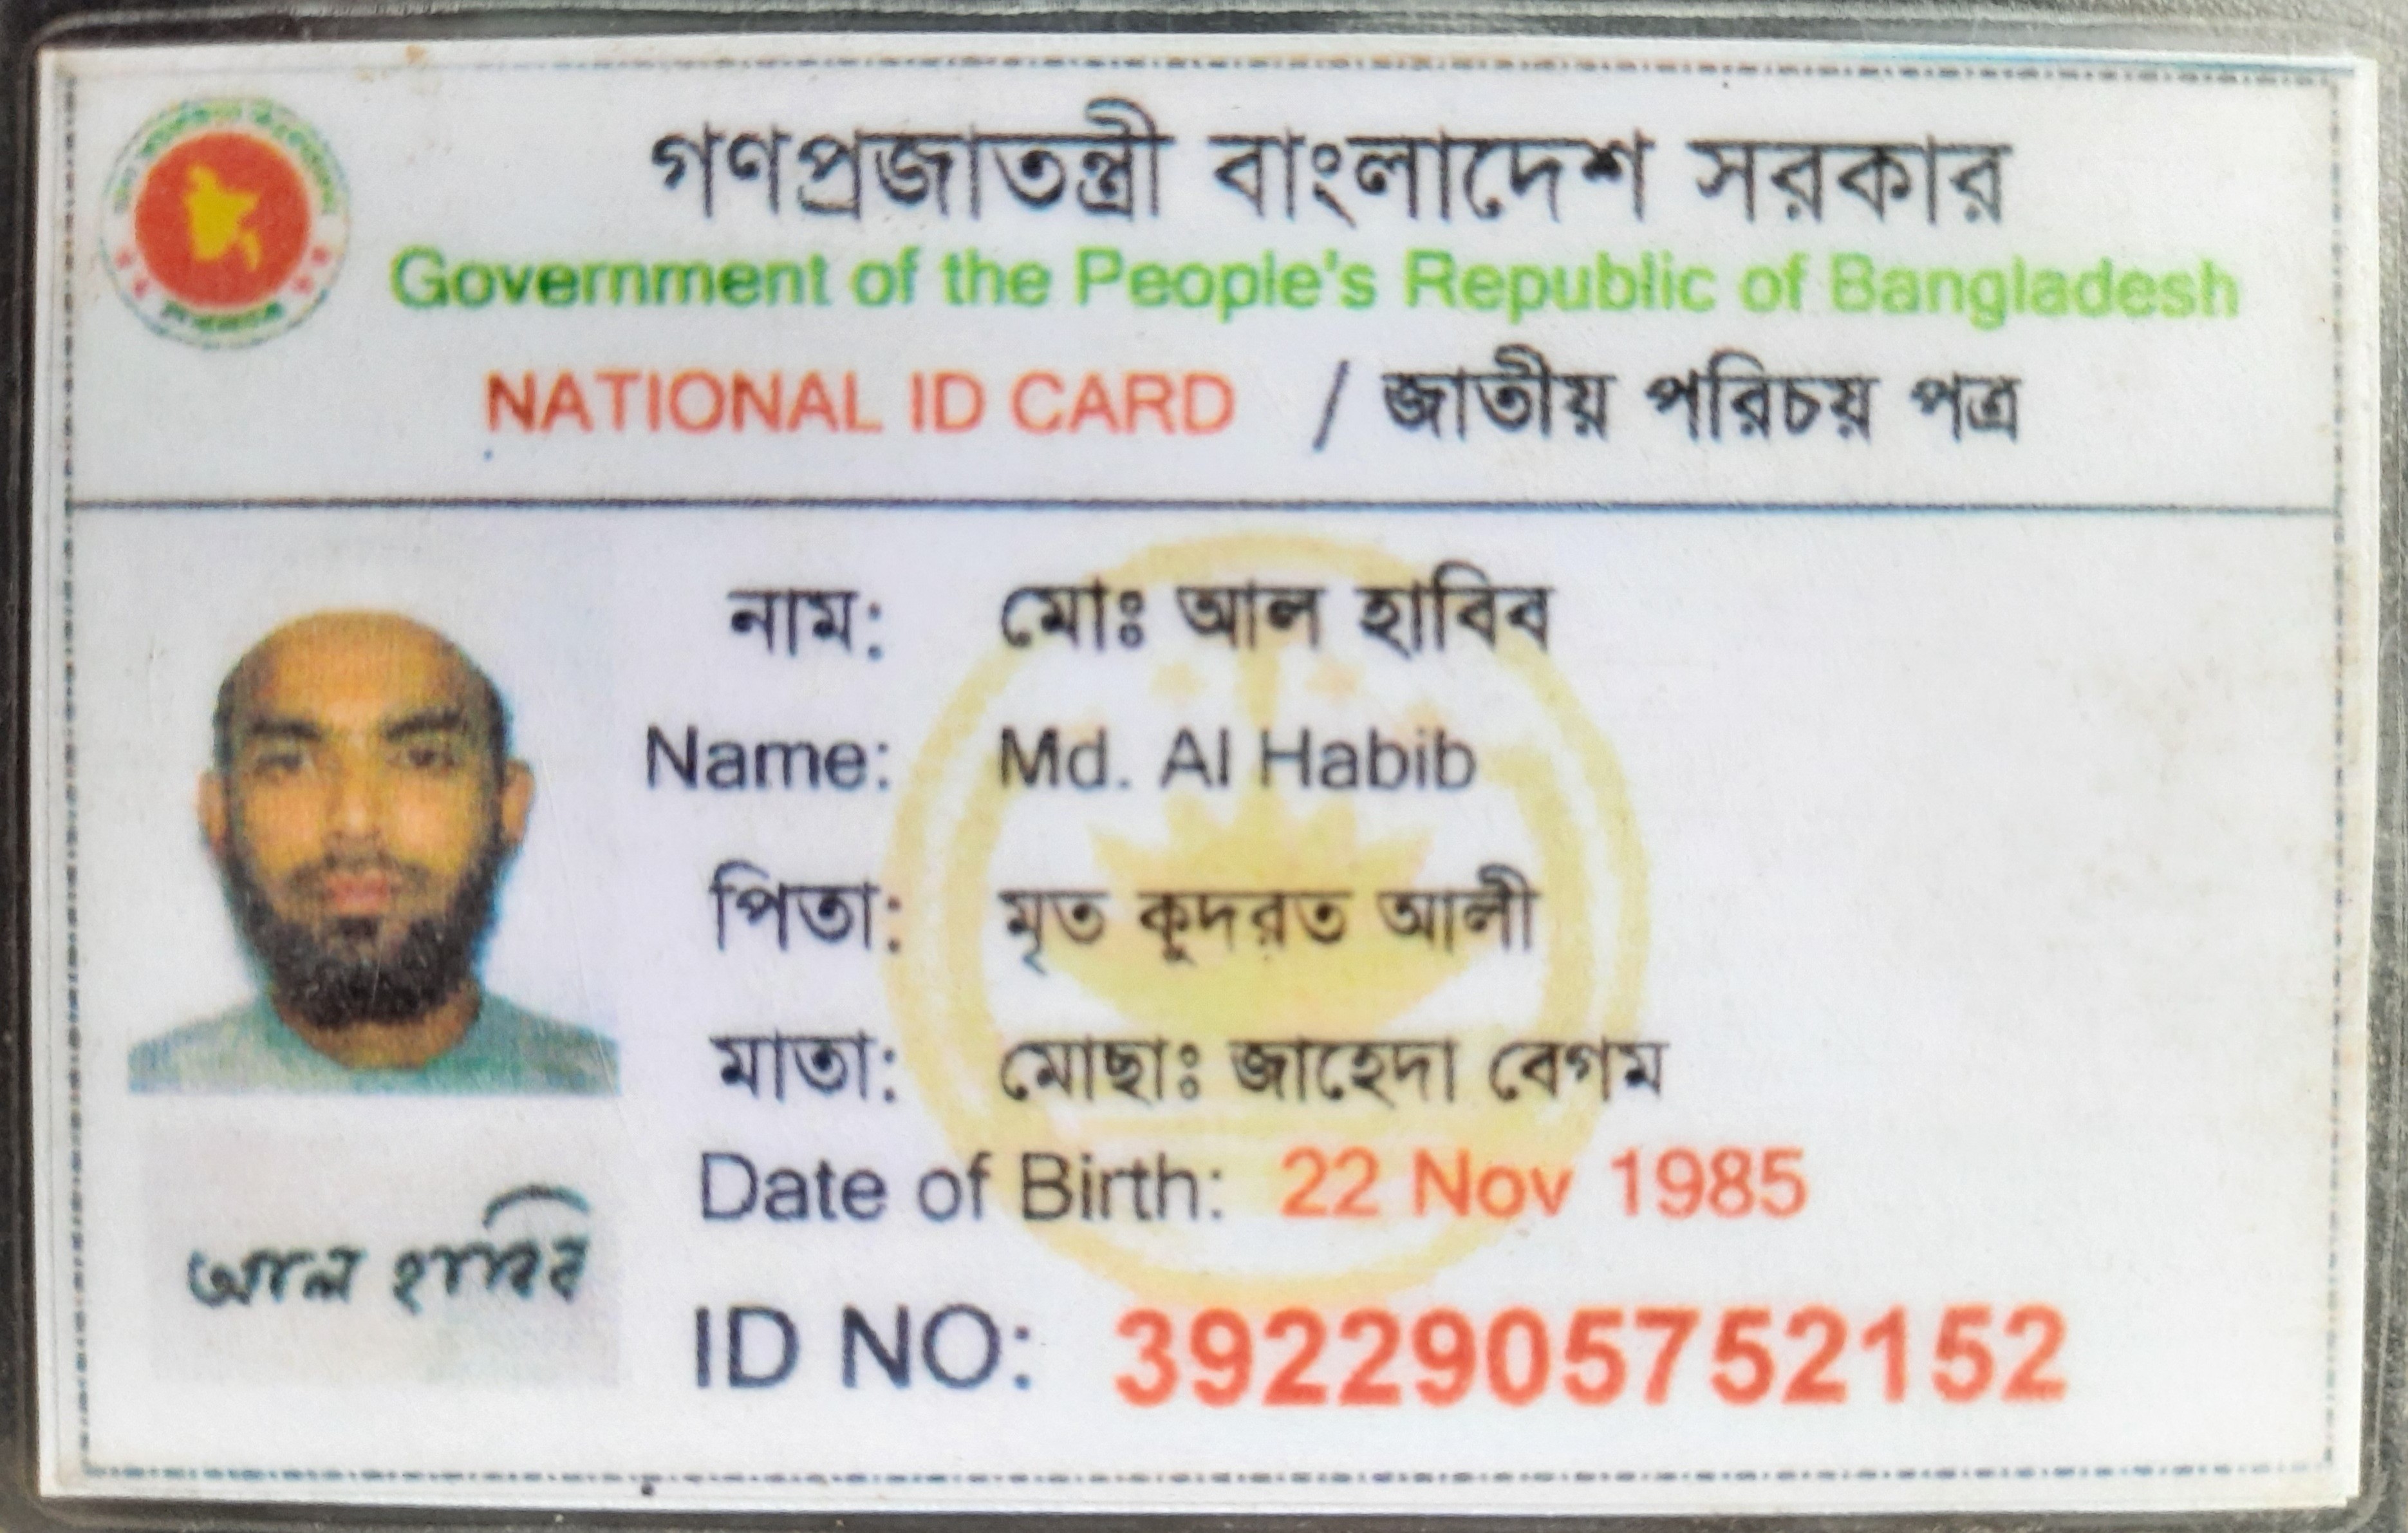 গণপ্রজাতন্ত্রী বাংলাদেশ সরকার
Government of the People's Republic of Bangladesh
NATIONAL ID CARD / জাতীয় পরিচয় পত্র
নাম: মোঃ আল হাবিব
Name: Md. Al Habib
পিতা: মৃত কুদরত আলী
মাতা: মোছাঃ জাহেদা বেগম
Date of Birth: 22 Nov 1985
আল হাবিব
ID NO: 3922905752152